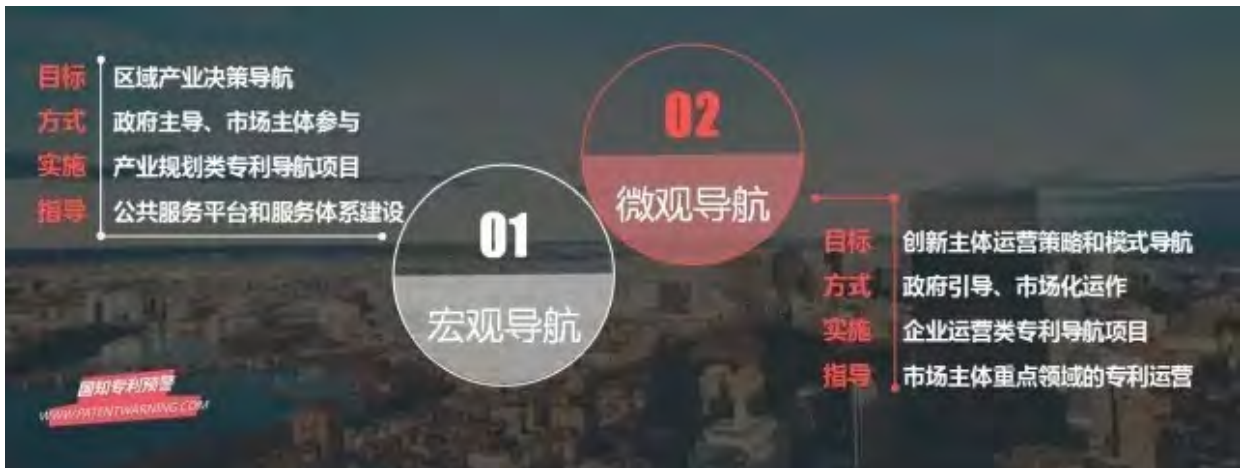 目标 区域产业决策导航
方式 政府主导、市场主体参与
实施 产业规划类专利导航项目
指导 公共服务平台和服务体系建设
01
宏观导航
02
微观导航
目标 创新主体运营策略和模式导航
方式 政府引导、市场化运作
实施 企业运营类专利导航项目
指导 市场主体重点领域的专利运营
国知专利预警
WWW.PATENTWARNING.COM